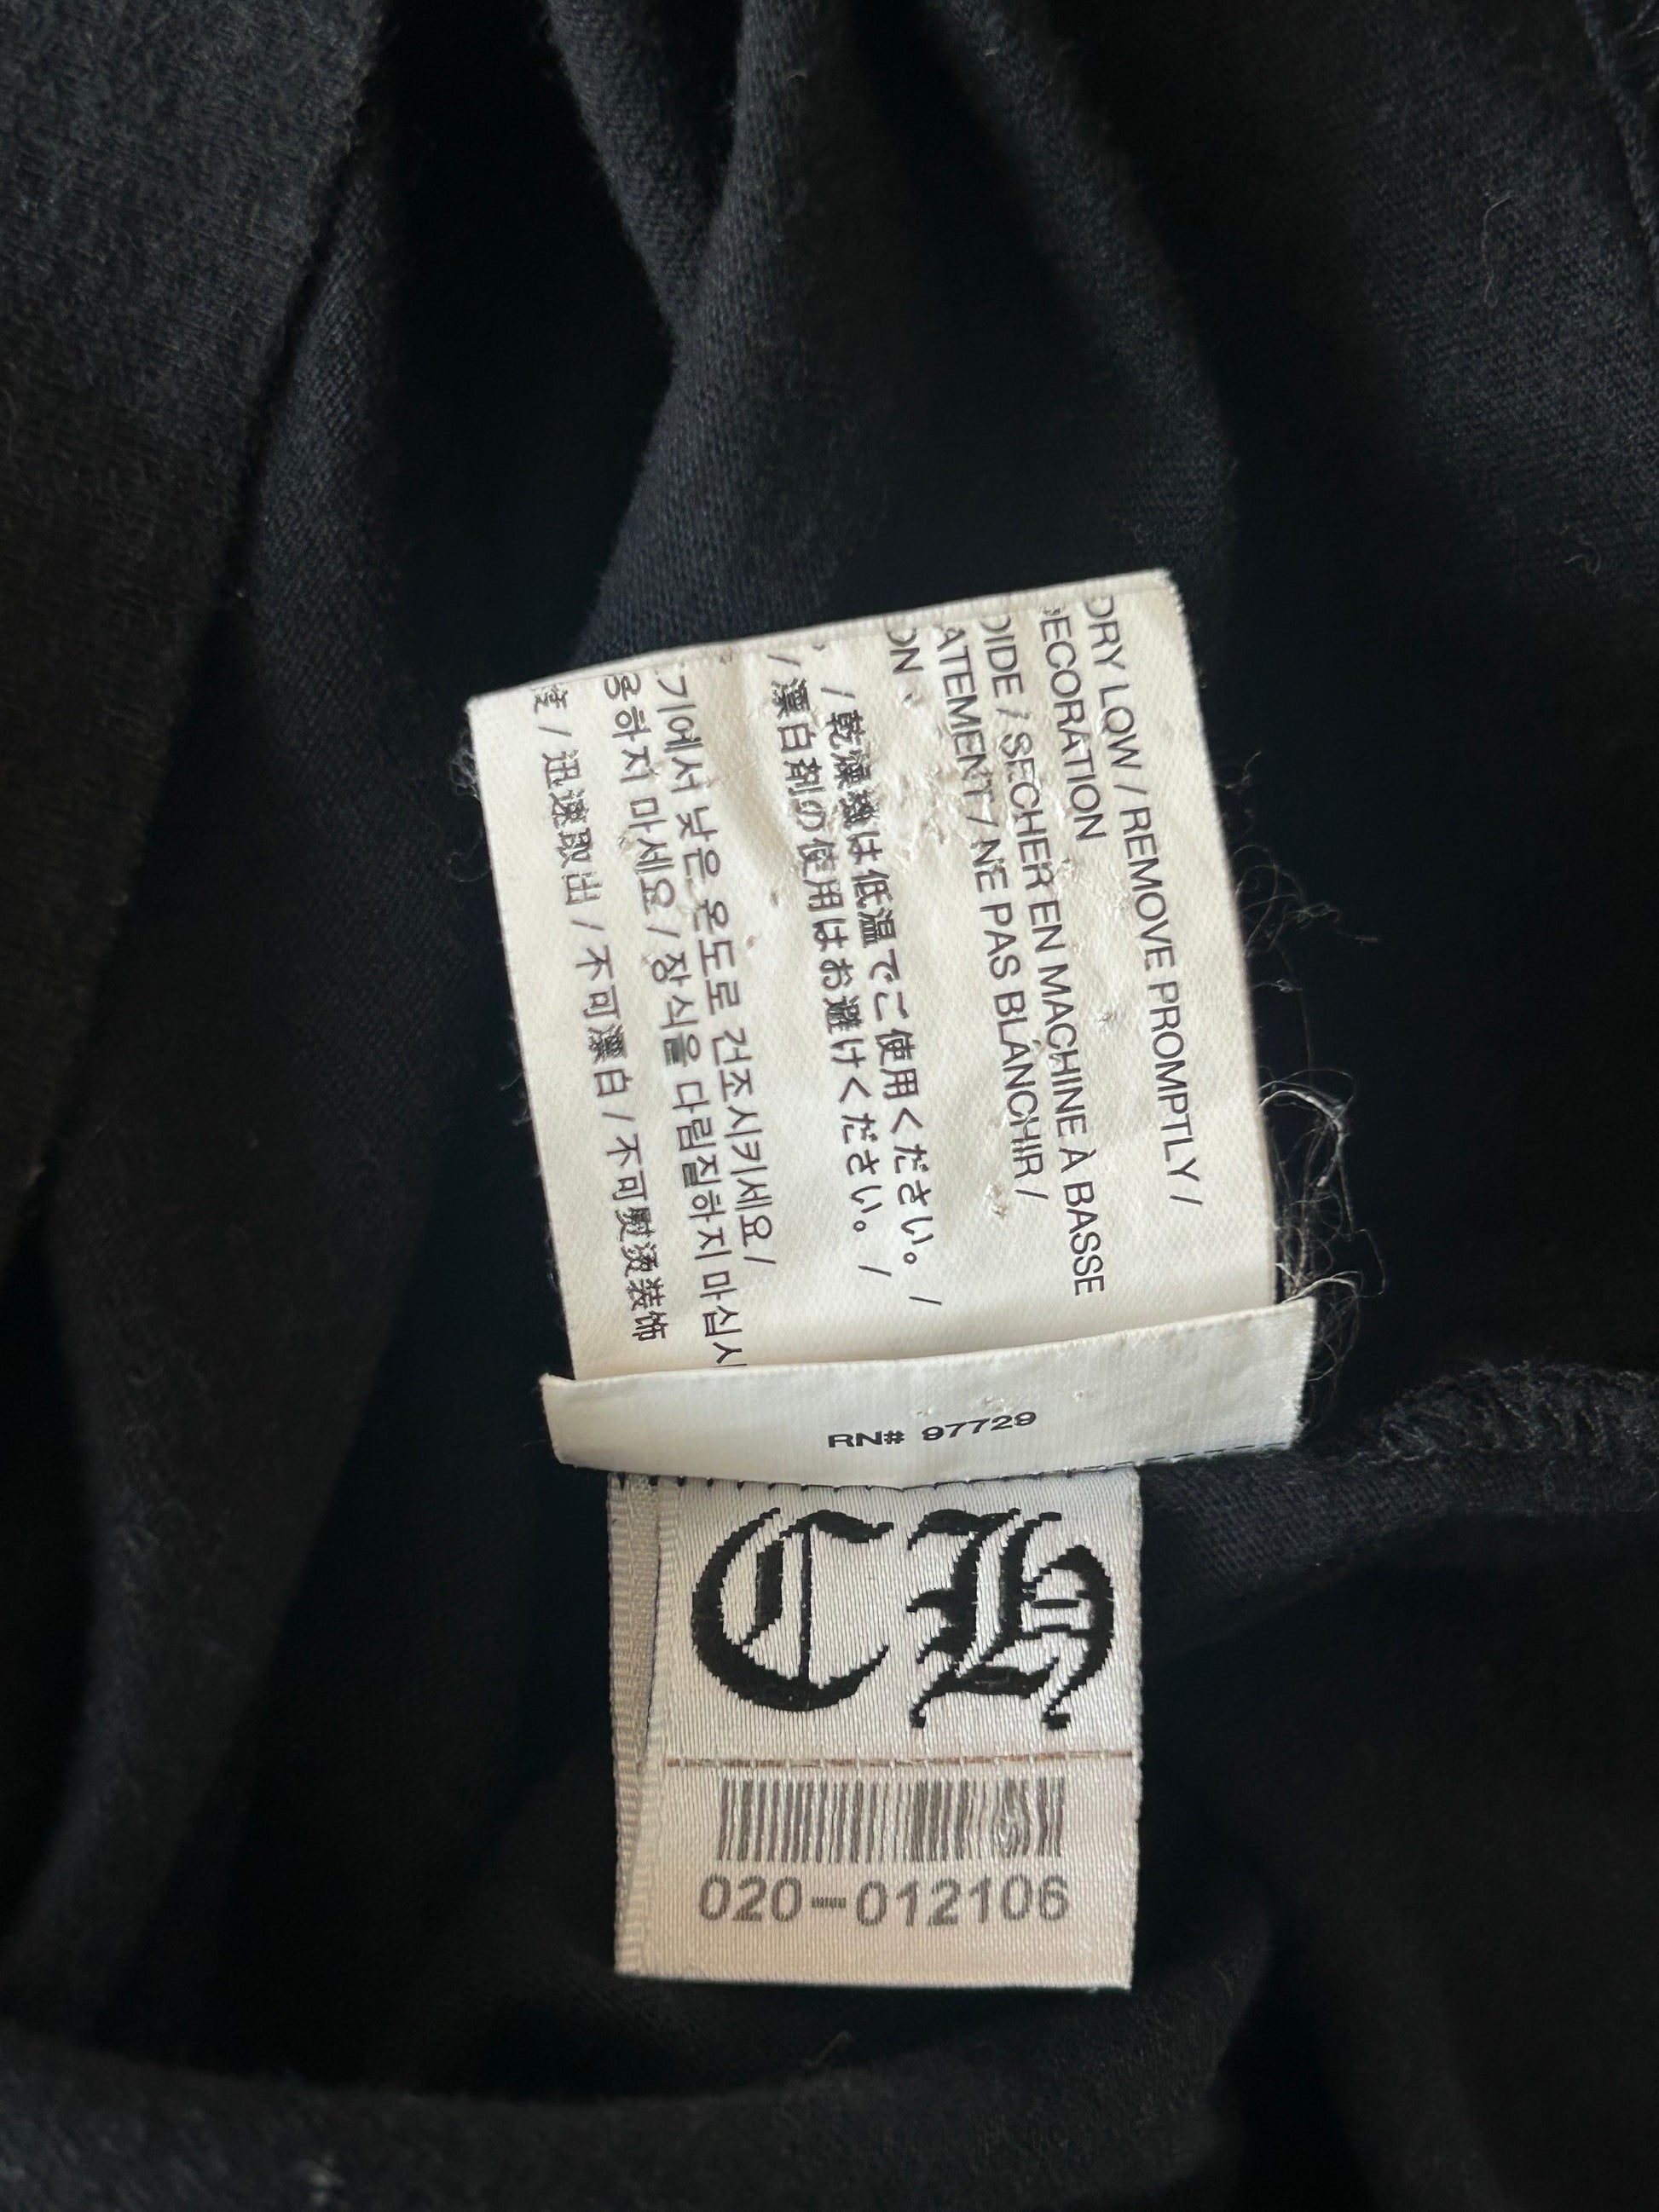 DRY LOW / REMOVE PROMPTLY /
ECORATION
OIDE / SECHER EN MACHINE À BASSE
ATEMENT / NE PAS BLANCHIR /
ON
/ 乾燥機は低温でご使用ください。 /
/ 漂白剤の使用はお避けください。 /
기에서 낮은 온도로 건조시키세요 /
용하지 마세요 / 장식을 다림질하지 마십시
/ 迅速取出 / 不可漂白 / 不可熨烫装饰
RN# 97729
CH
020-012106